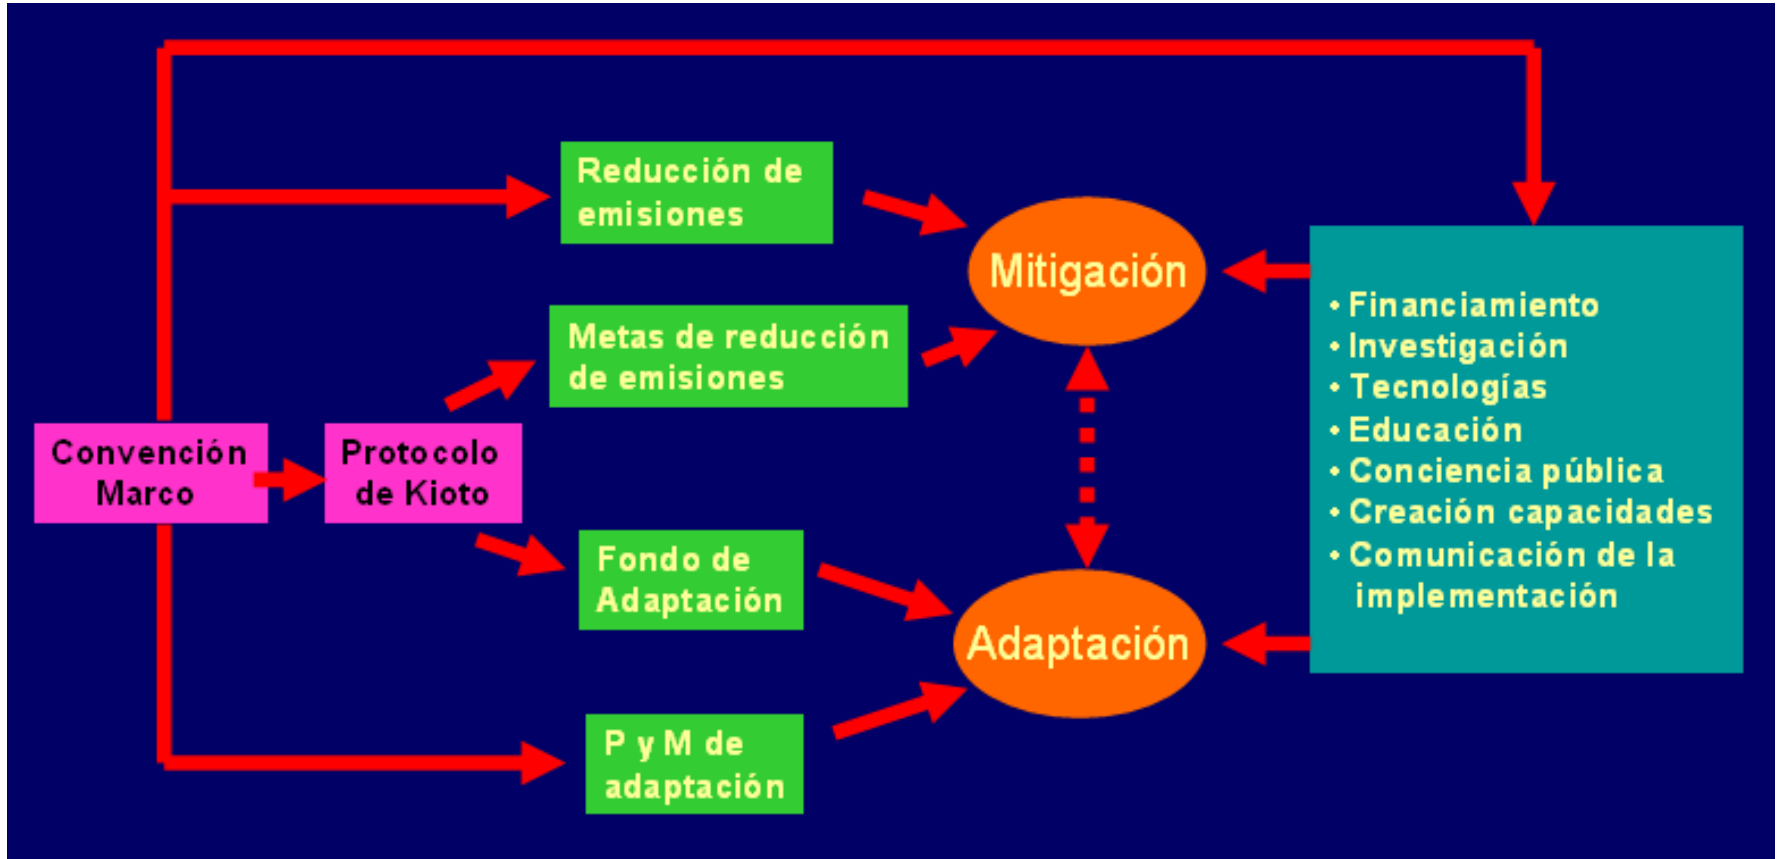 Reducción de
emisiones
Mitigación
Metas de reducción
de emisiones
Convención
Marco
Protocolo
de Kioto
Fondo de
Adaptación
Adaptación
P y M de
adaptación
• Financiamiento
• Investigación
• Tecnologías
• Educación
• Conciencia pública
• Creación capacidades
• Comunicación de la
implementación